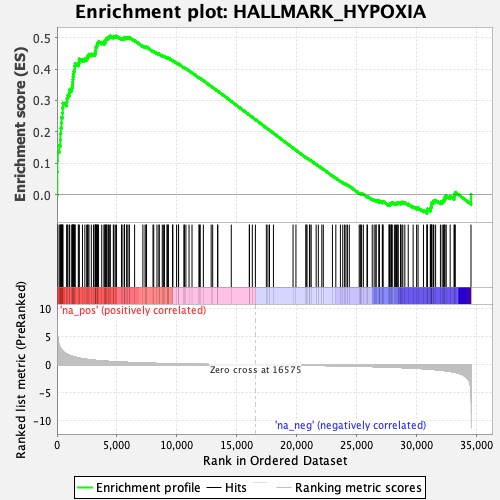 Enrichment plot: HALLMARK_HYPOXIA
Enrichment score (ES)
0.5
0.4
0.3
0.2
0.1
0.0
'na_pos' (positively correlated)
Ranked list metric (PreRanked)
10
5
0
-5
-10
Zero cross at 16575
'na_neg' (negatively correlated)
0
5,000
10,000
15,000
20,000
25,000
30,000
35,000
Rank in Ordered Dataset
Enrichment profile
Hits
Ranking metric scores